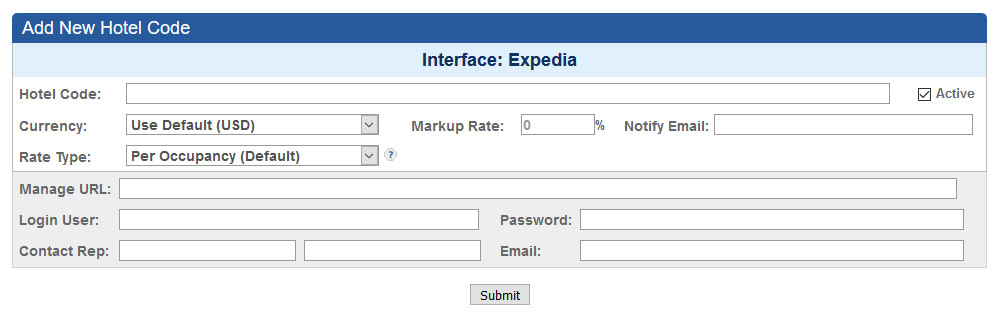 Add New Hotel Code
Interface: Expedia
Hotel Code: Active
Currency: Use Default (USD) Markup Rate: 0 % Notify Email:
Rate Type: Per Occupancy (Default) ?
Manage URL:
Login User: Password:
Contact Rep: Email:
Submit